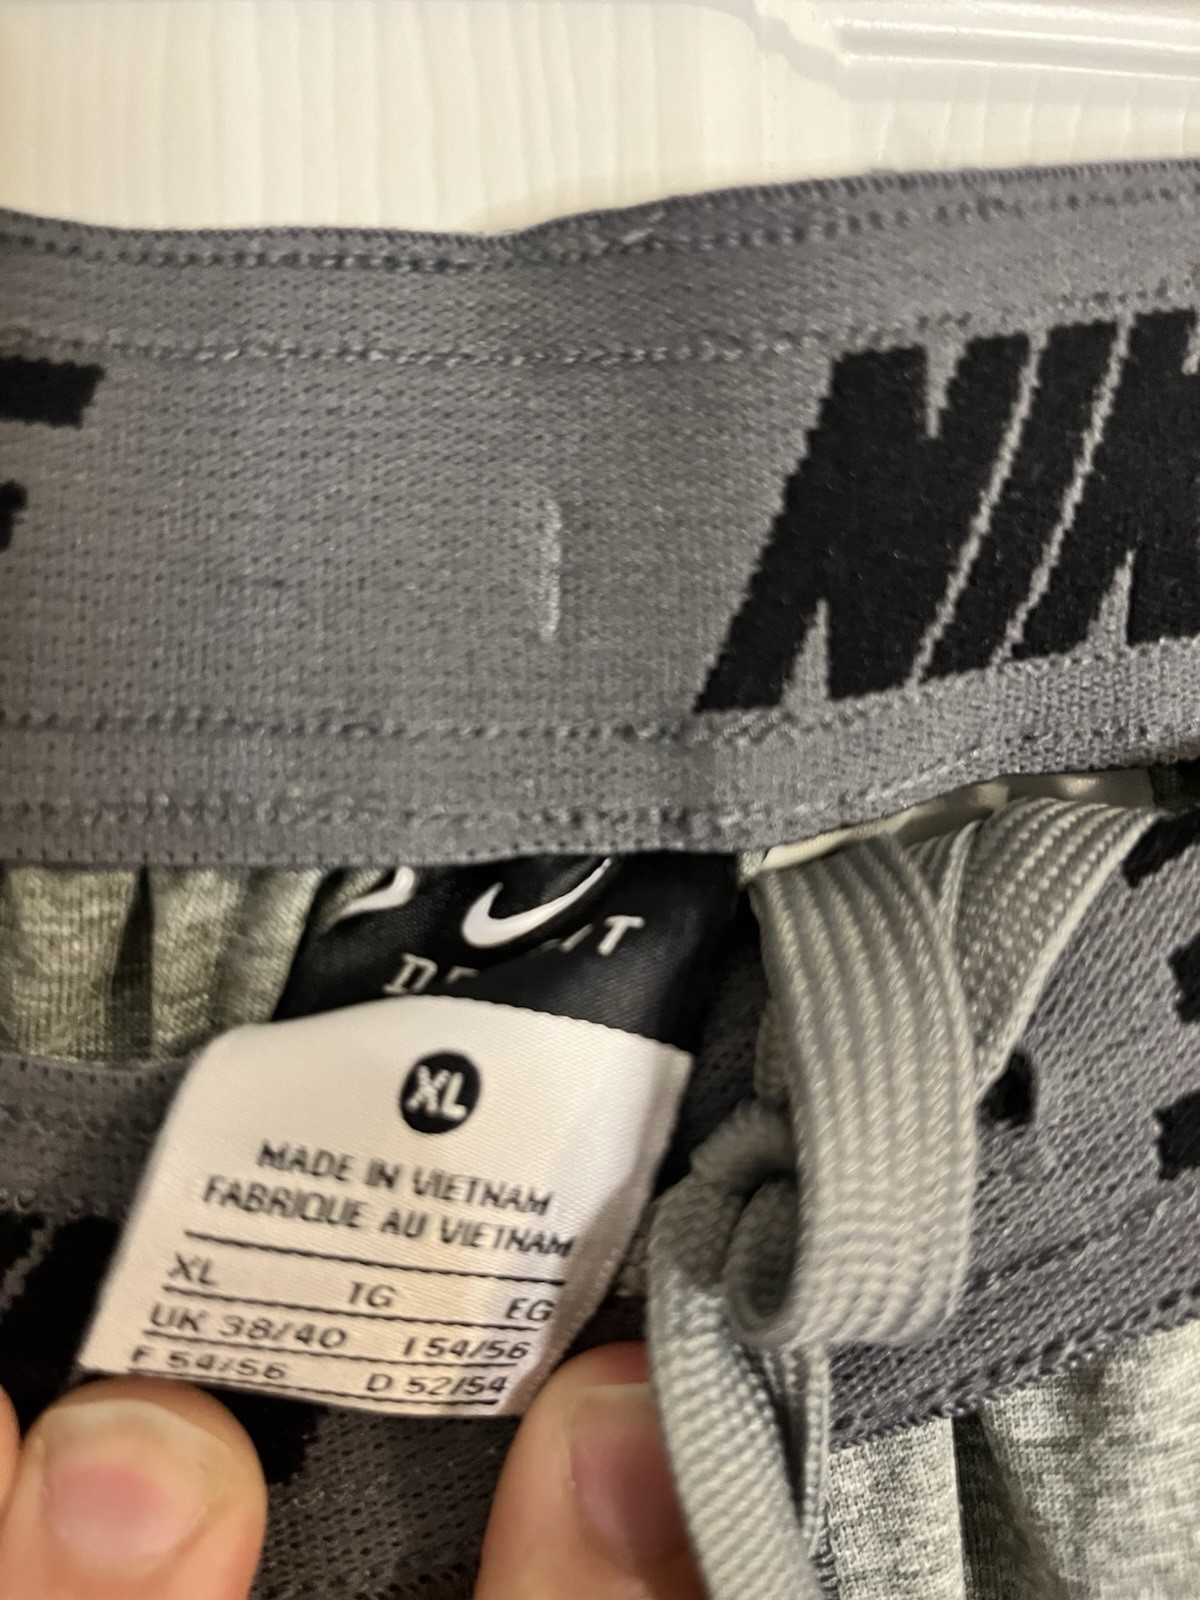 XL
MADE IN VIETNAM
FABRIQUE AU VIETNAM
XL TG EG
UK 38/40 I 54/56
F 54/56 D 52/54